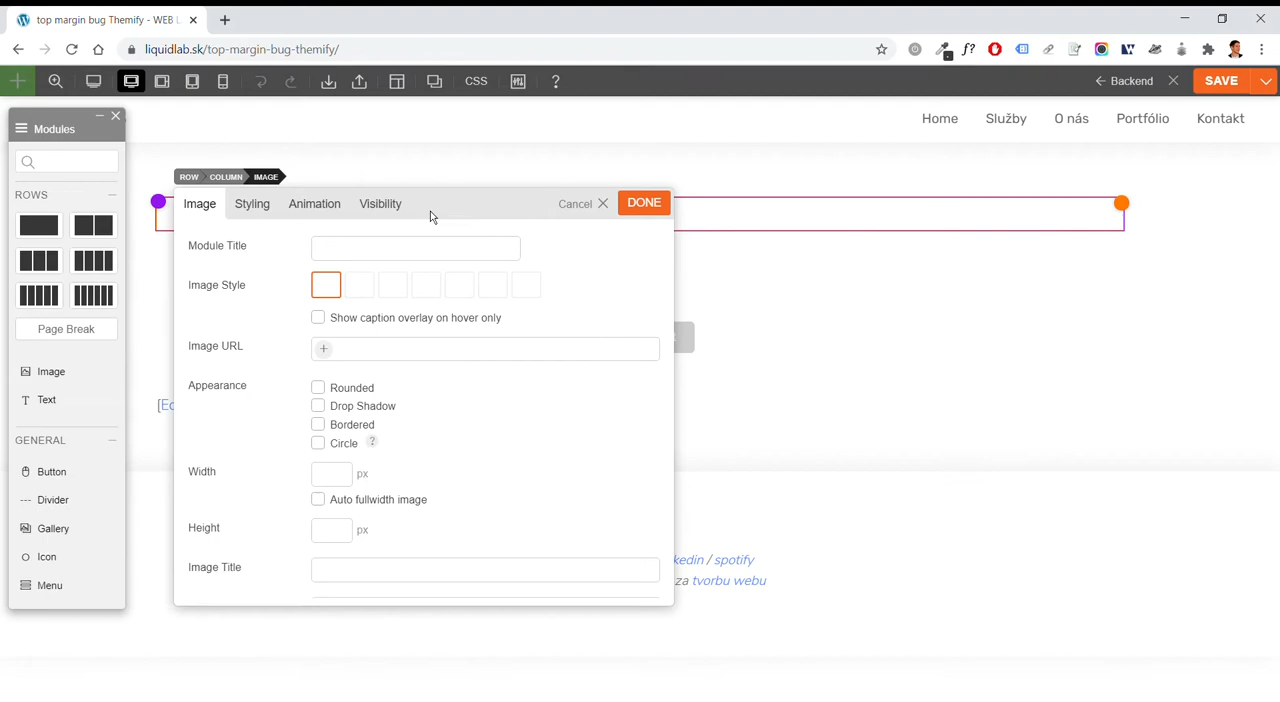 top margin bug Themify - WEB L
liquidlab.sk/top-margin-bug-themify/
f?
W
CSS
?
Backend
SAVE
Modules
Home Služby O nás Portfólio Kontakt
ROWS
Page Break
Image
T Text
GENERAL
Button
Divider
Gallery
Icon
Menu
ROW COLUMN IMAGE
Image Styling Animation Visibility Cancel DONE
Module Title
Image Style
Show caption overlay on hover only
Image URL
Appearance
Rounded
Drop Shadow
Bordered
Circle ?
Width
px
Auto fullwidth image
Height
px
Image Title
[Ec
kedin / spotify
za tvorbu webu